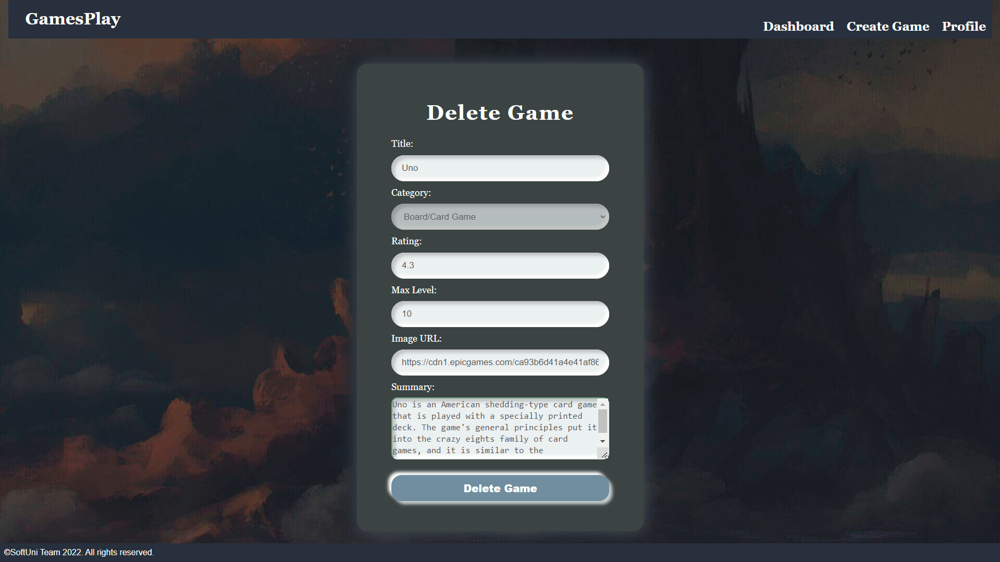 GamesPlay
Dashboard Create Game Profile
Delete Game
Title:
Uno
Category:
Board/Card Game
Rating:
4.3
Max Level:
10
Image URL:
https://cdn1.epicgames.com/ca93b6d41a4e41af86
Summary:
Uno is an American shedding-type card game
that is played with a specially printed
deck. The game's general principles put it
into the crazy eights family of card
games, and it is similar to the
Delete Game
©SoftUni Team 2022. All rights reserved.